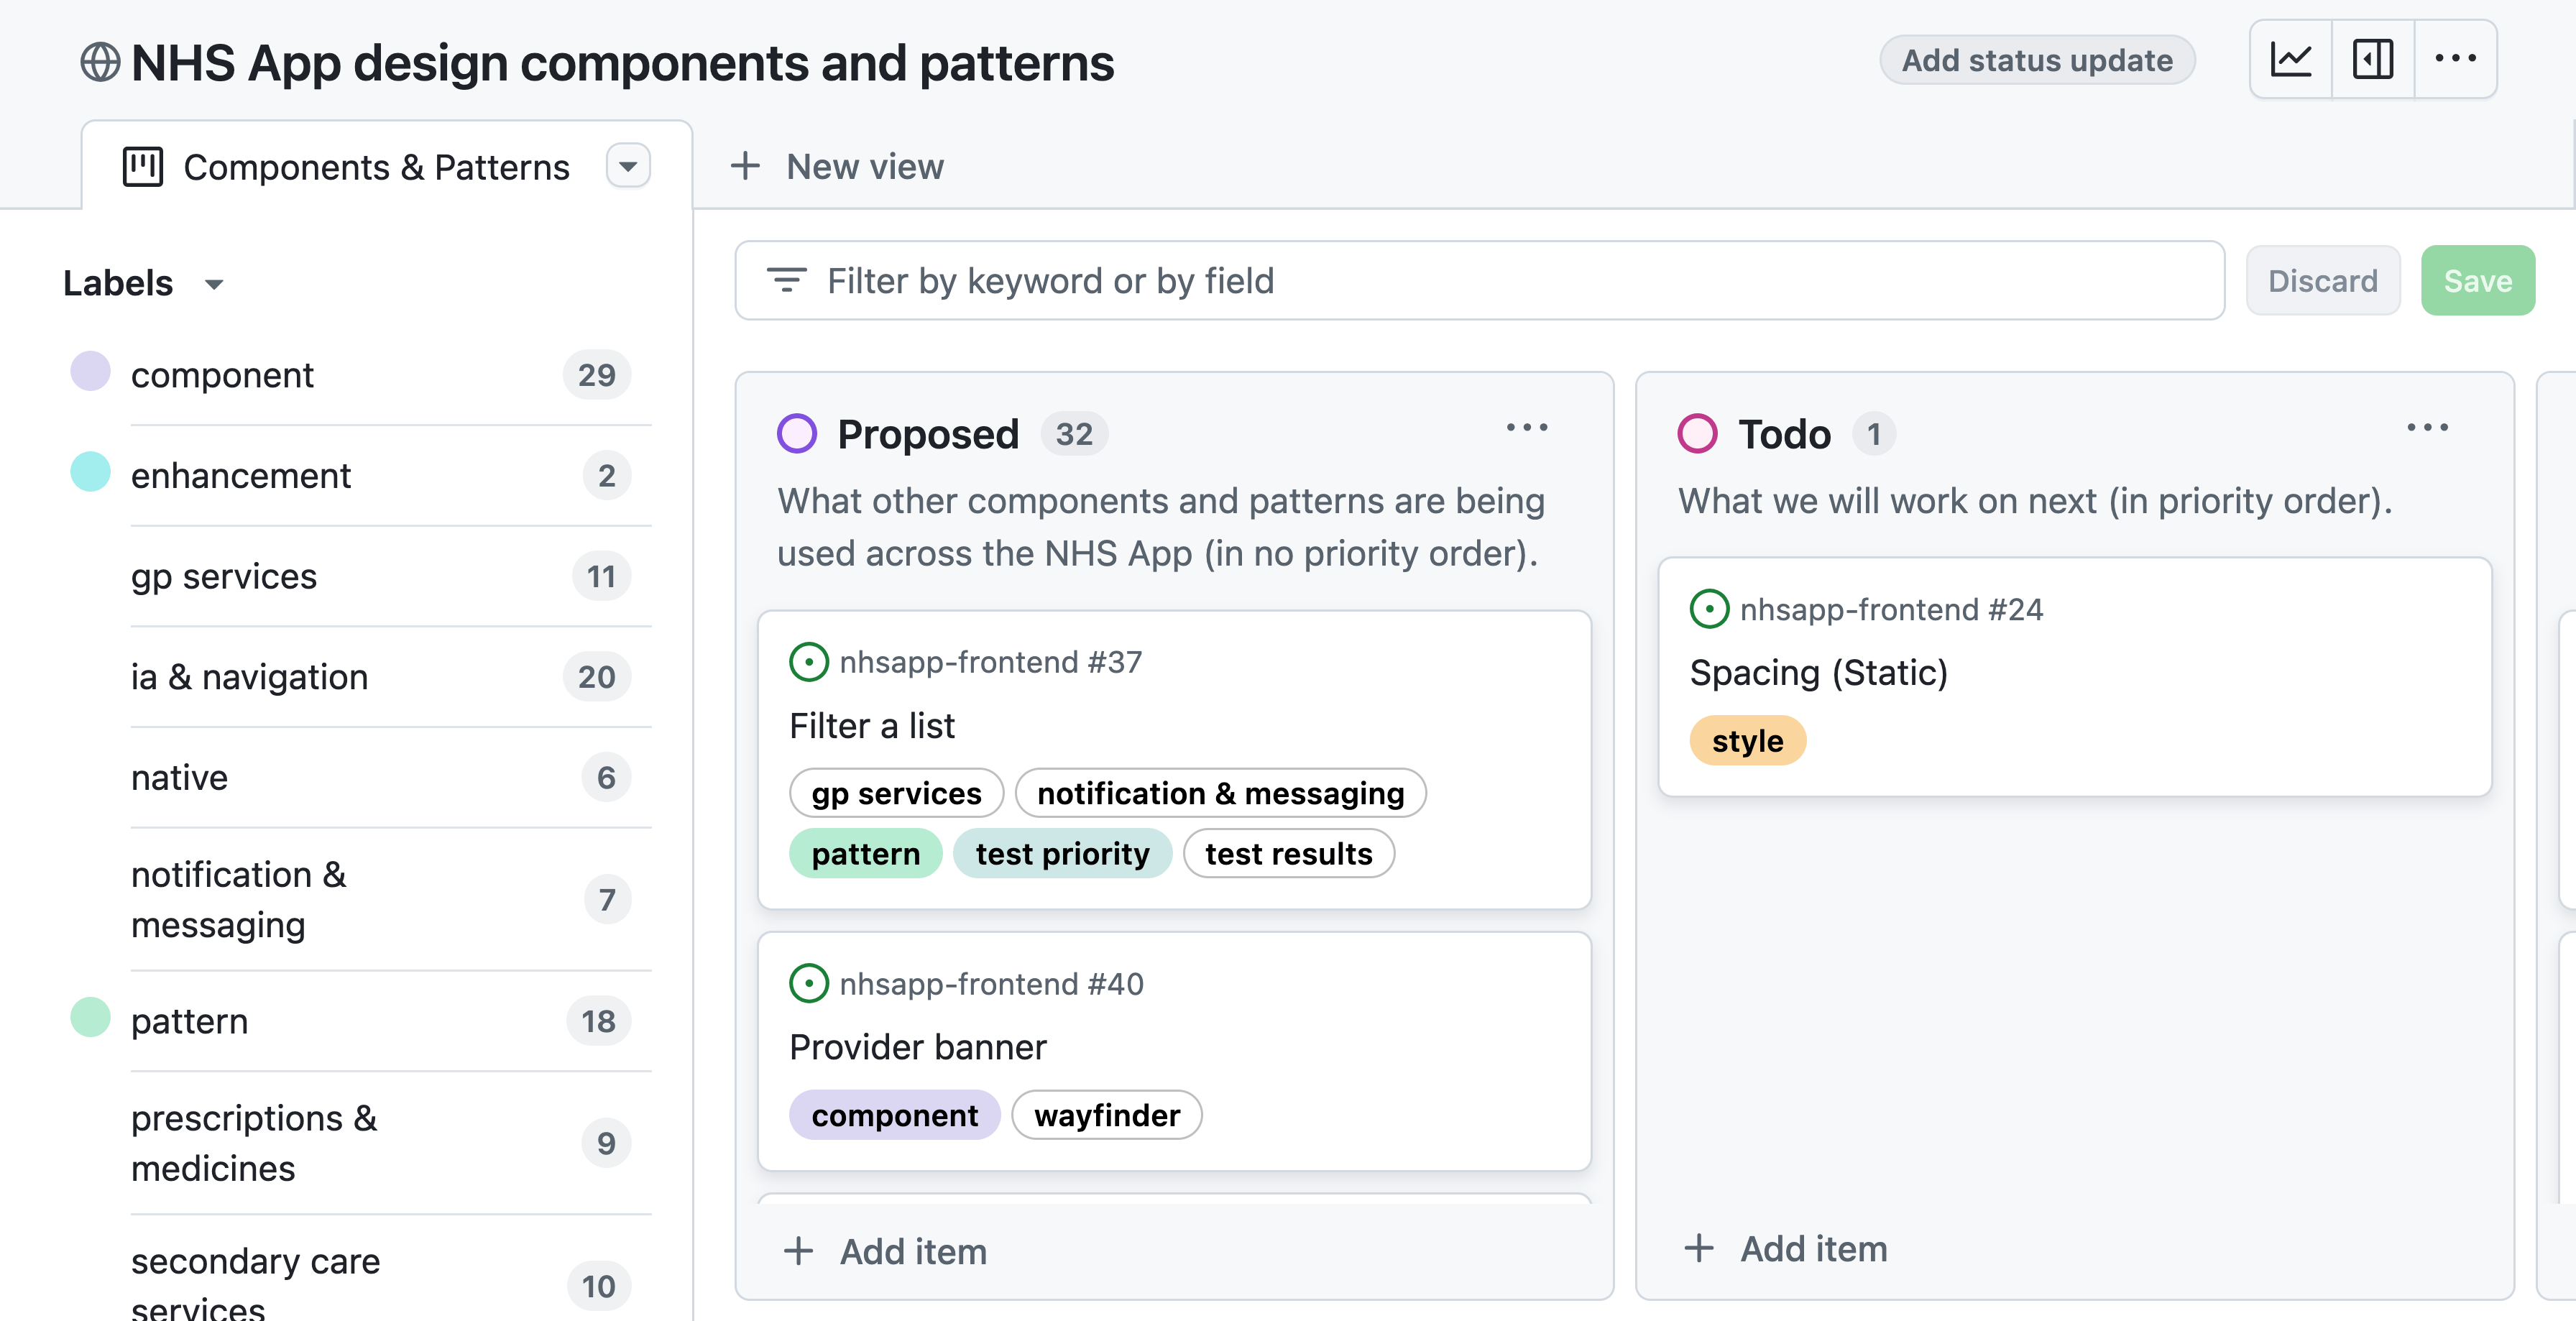 NHS App design components and patterns
Add status update
Components & Patterns
New view
Labels
component 29
enhancement 2
gp services 11
ia & navigation 20
native 6
notification &
messaging 7
pattern 18
prescriptions &
medicines 9
secondary care
services 10
Filter by keyword or by field
Discard
Save
Proposed 32
What other components and patterns are being
used across the NHS App (in no priority order).
nhsapp-frontend #37
Filter a list
gp services notification & messaging
pattern test priority test results
nhsapp-frontend #40
Provider banner
component wayfinder
Add item
Todo 1
What we will work on next (in priority order).
nhsapp-frontend #24
Spacing (Static)
style
Add item